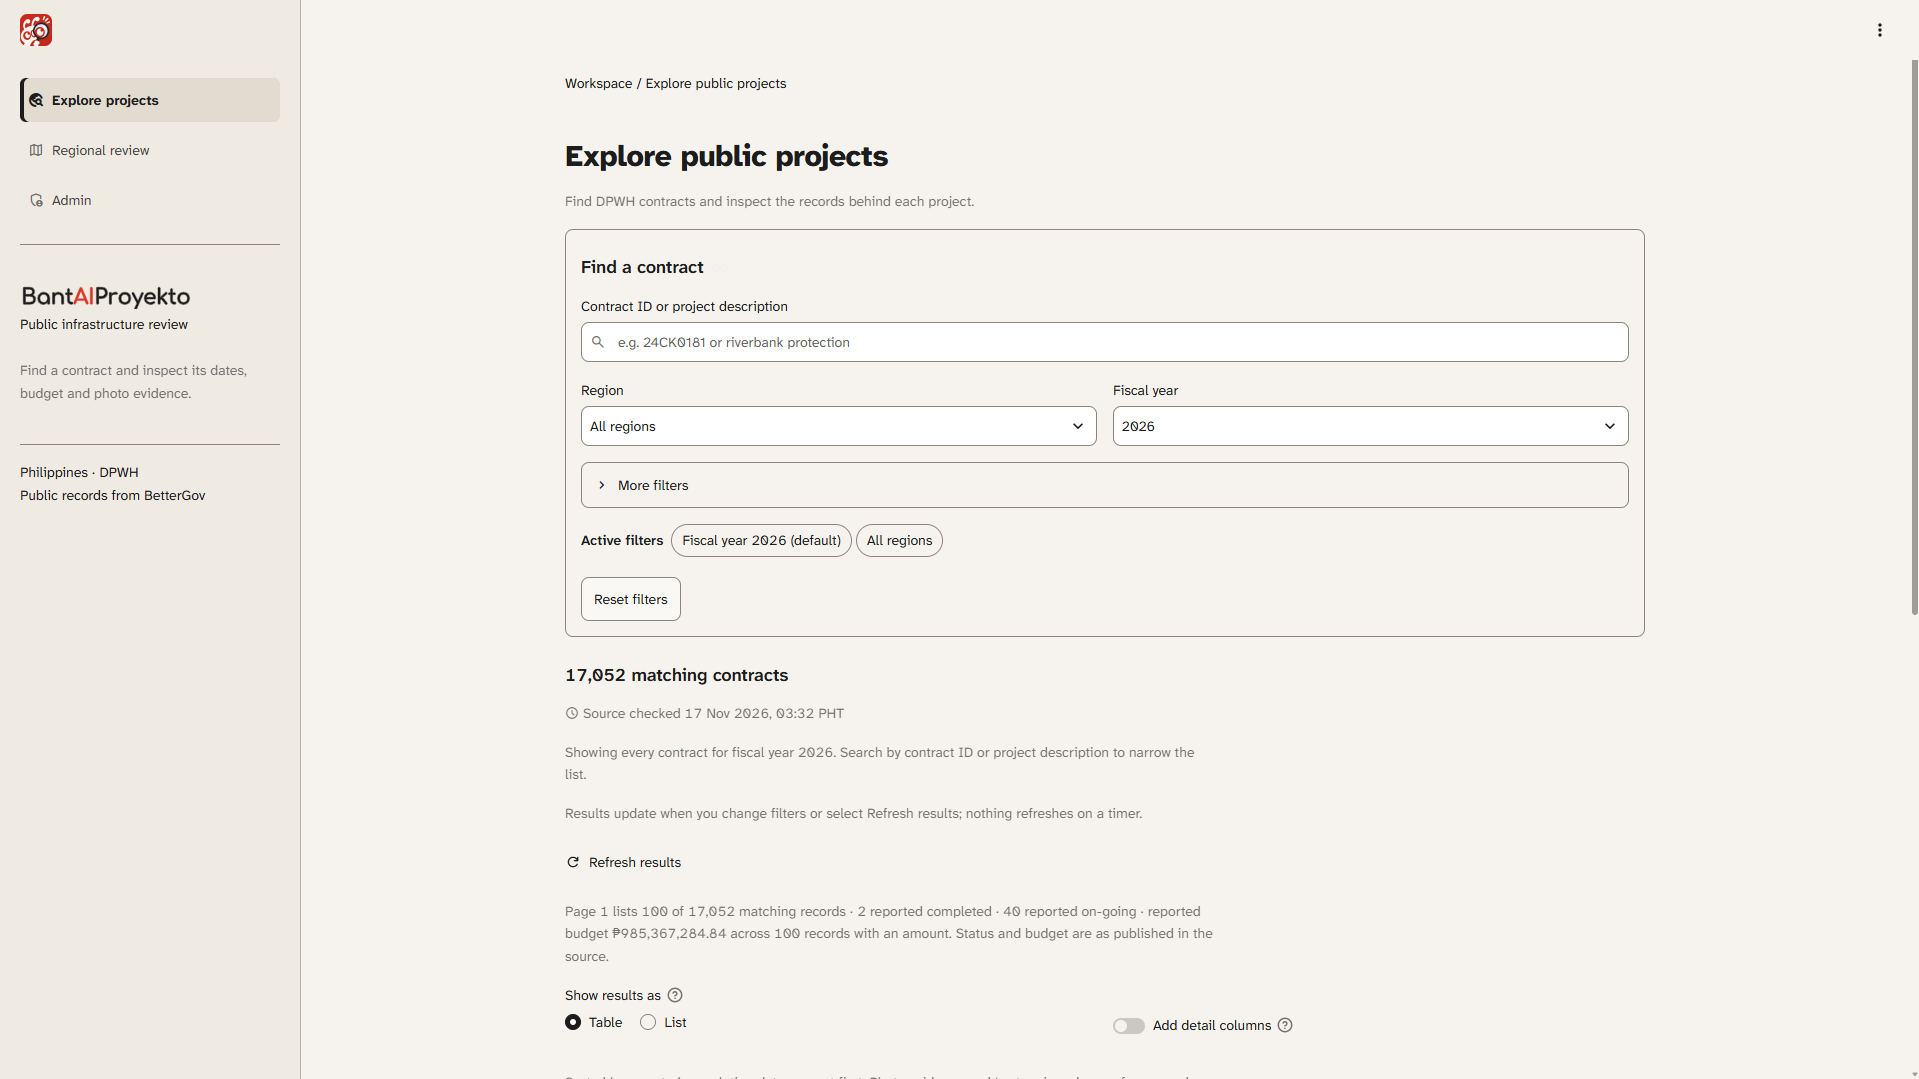 Explore projects
Regional review
Admin
BantAIProyekto
Public infrastructure review
Find a contract and inspect its dates,
budget and photo evidence.
Philippines · DPWH
Public records from BetterGov
Workspace / Explore public projects
Explore public projects
Find DPWH contracts and inspect the records behind each project.
Find a contract
Contract ID or project description
e.g. 24CK0181 or riverbank protection
Region
Fiscal year
All regions
2026
More filters
Active filters Fiscal year 2026 (default) All regions
Reset filters
17,052 matching contracts
Source checked 17 Nov 2026, 03:32 PHT
Showing every contract for fiscal year 2026. Search by contract ID or project description to narrow the
list.
Results update when you change filters or select Refresh results; nothing refreshes on a timer.
Refresh results
Page 1 lists 100 of 17,052 matching records · 2 reported completed · 40 reported on-going · reported
budget ₱985,367,284.84 across 100 records with an amount. Status and budget are as published in the
source.
Show results as
Table List
Add detail columns